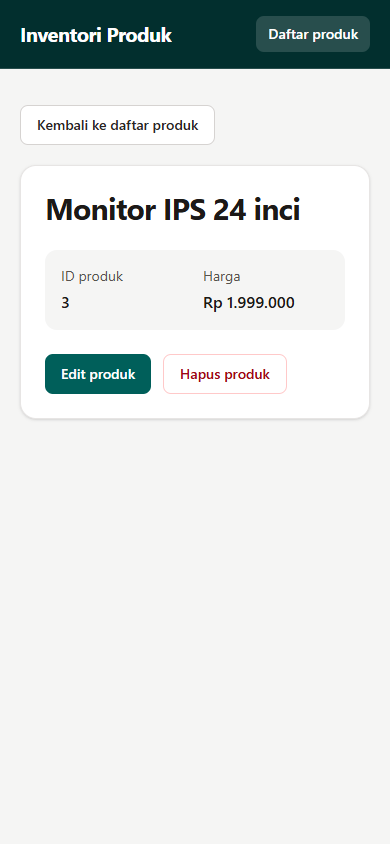 Inventori Produk
Daftar produk
Kembali ke daftar produk
Monitor IPS 24 inci
ID produk
3
Harga
Rp 1.999.000
Edit produk
Hapus produk